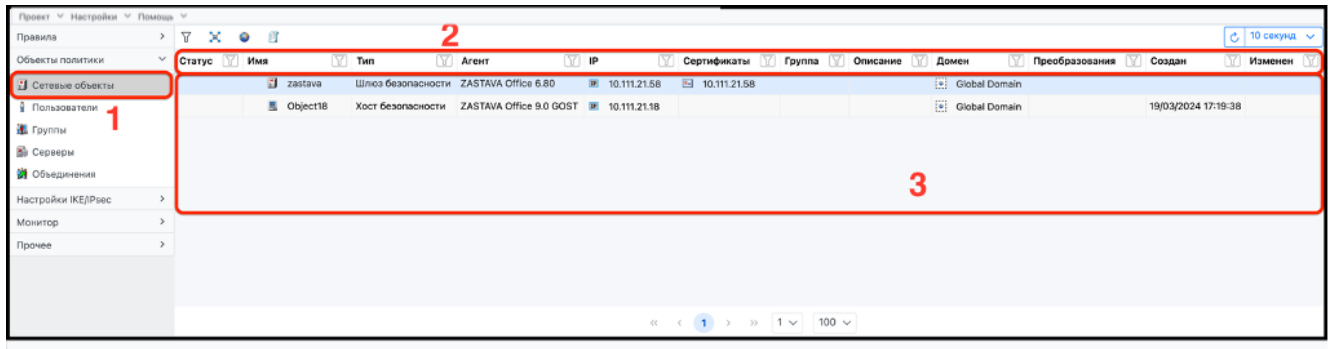 Проект Настройки Помощь
Правила 10 секунд
2
Объекты политики Статус Имя Тип Агент IP Сертификаты Группа Описание Домен Преобразования Создан Изменен
Сетевые объекты zastava Шлюз безопасности ZASTAVA Office 6.80 IP 10.111.21.58 10.111.21.58 Global Domain
Пользователи Object18 Хост безопасности ZASTAVA Office 9.0 GOST IP 10.111.21.18 Global Domain 19/03/2024 17:19:38
1
Группы
Серверы
Объединения
3
Настройки IKE/IPsec
Монитор
Прочее
« ‹ 1 › » 1 100